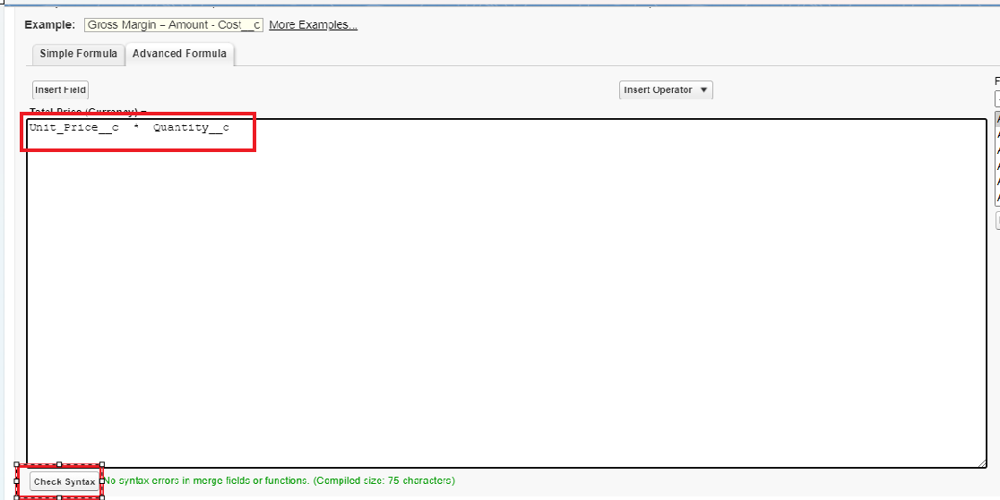 Example: Gross Margin = Amount - Cost__c More Examples...
Simple Formula Advanced Formula
Insert Field Insert Operator ▼
Total Price (Currency) =
Unit_Price__c * Quantity__c
Check Syntax No syntax errors in merge fields or functions. (Compiled size: 75 characters)